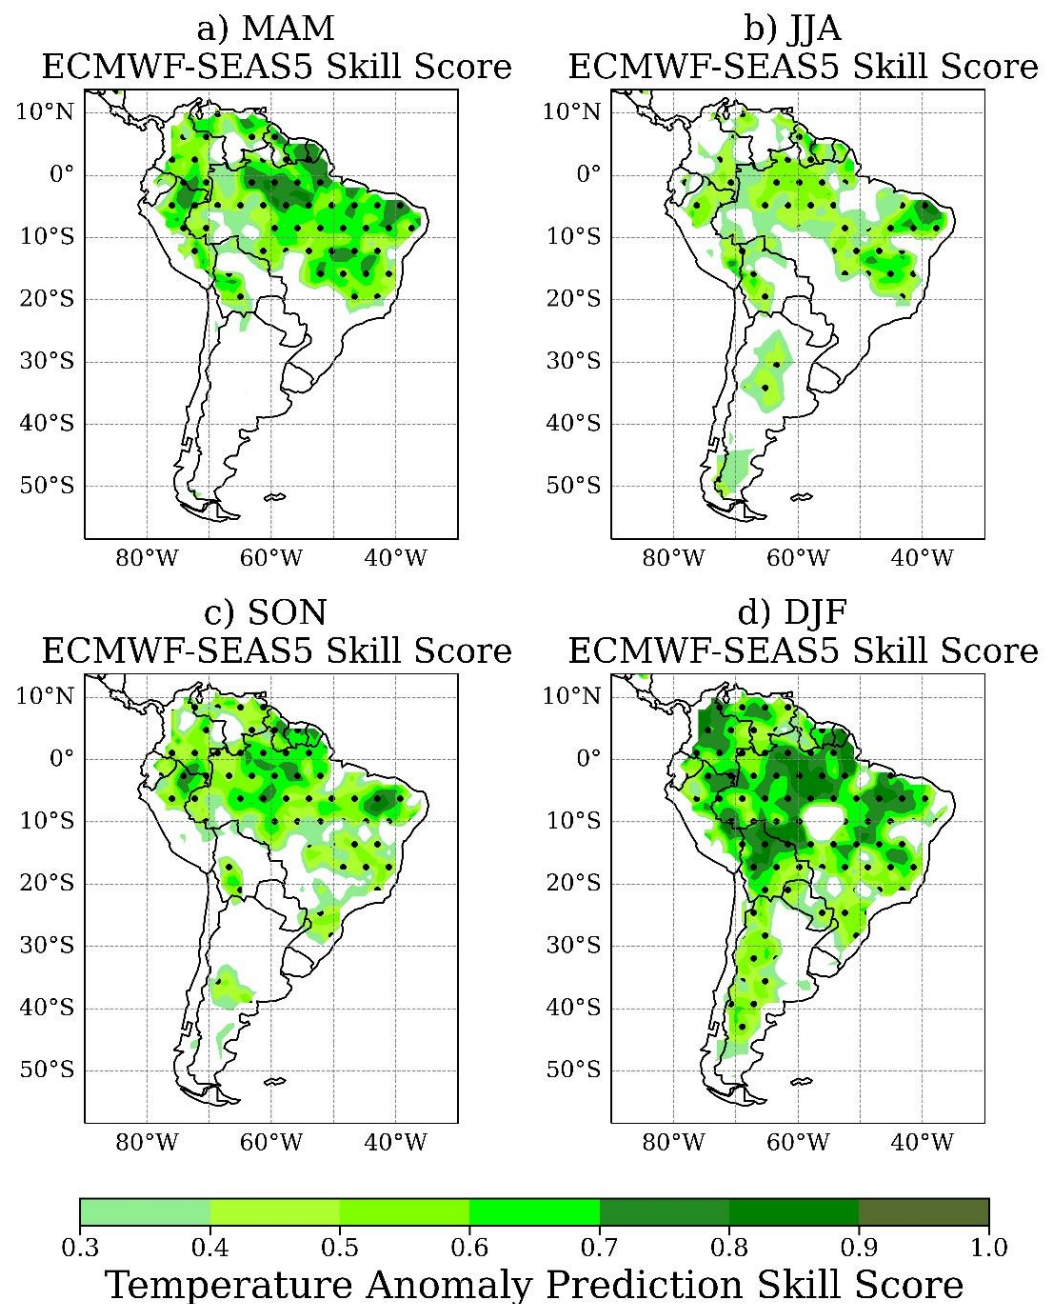 a) MAM
ECMWF-SEAS5 Skill Score
10°N
0°
10°S
20°S
30°S
40°S
50°S
80°W 60°W 40°W
b) JJA
ECMWF-SEAS5 Skill Score
10°N
0°
10°S
20°S
30°S
40°S
50°S
80°W 60°W 40°W
c) SON
ECMWF-SEAS5 Skill Score
10°N
0°
10°S
20°S
30°S
40°S
50°S
80°W 60°W 40°W
d) DJF
ECMWF-SEAS5 Skill Score
10°N
0°
10°S
20°S
30°S
40°S
50°S
80°W 60°W 40°W
0.3 0.4 0.5 0.6 0.7 0.8 0.9 1.0
Temperature Anomaly Prediction Skill Score